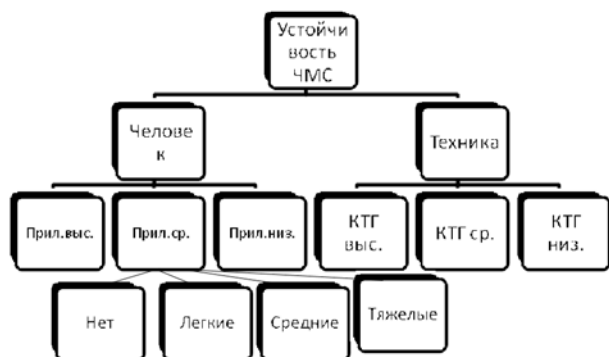 Устойчи
вость
ЧМС
Челове
к
Техника
Прил.выс.
Прил.ср.
Прил.низ.
КТГ
выс.
КТГ ср.
КТГ
низ.
Нет
Легкие
Средние
Тяжелые